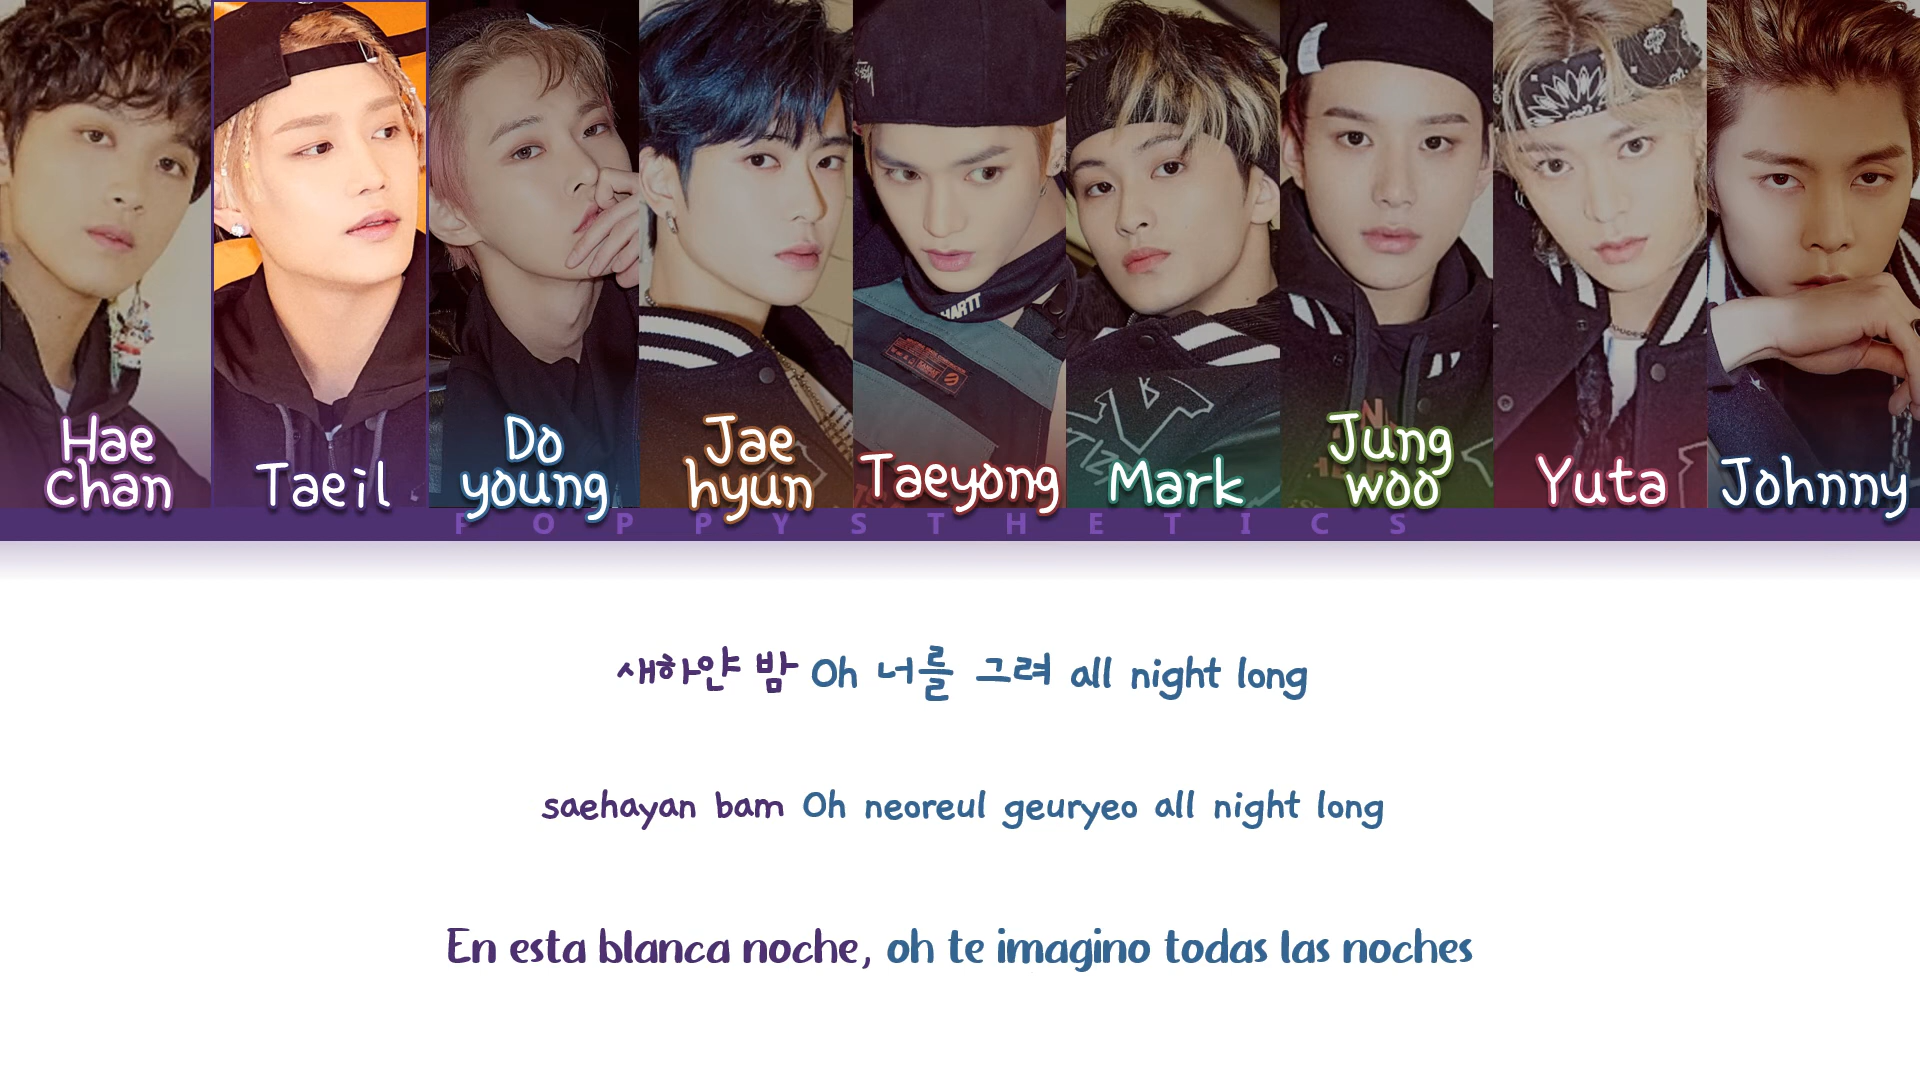 Hae chan
Taeil
Do young
Jae hyun
Taeyong
Mark
Jung woo
Yuta
Johnny
HARTT
FOPPYSTHETICS
새하얀 밤 Oh 너를 그려 all night long
saehayan bam Oh neoreul geuryeo all night long
En esta blanca noche, oh te imagino todas las noches